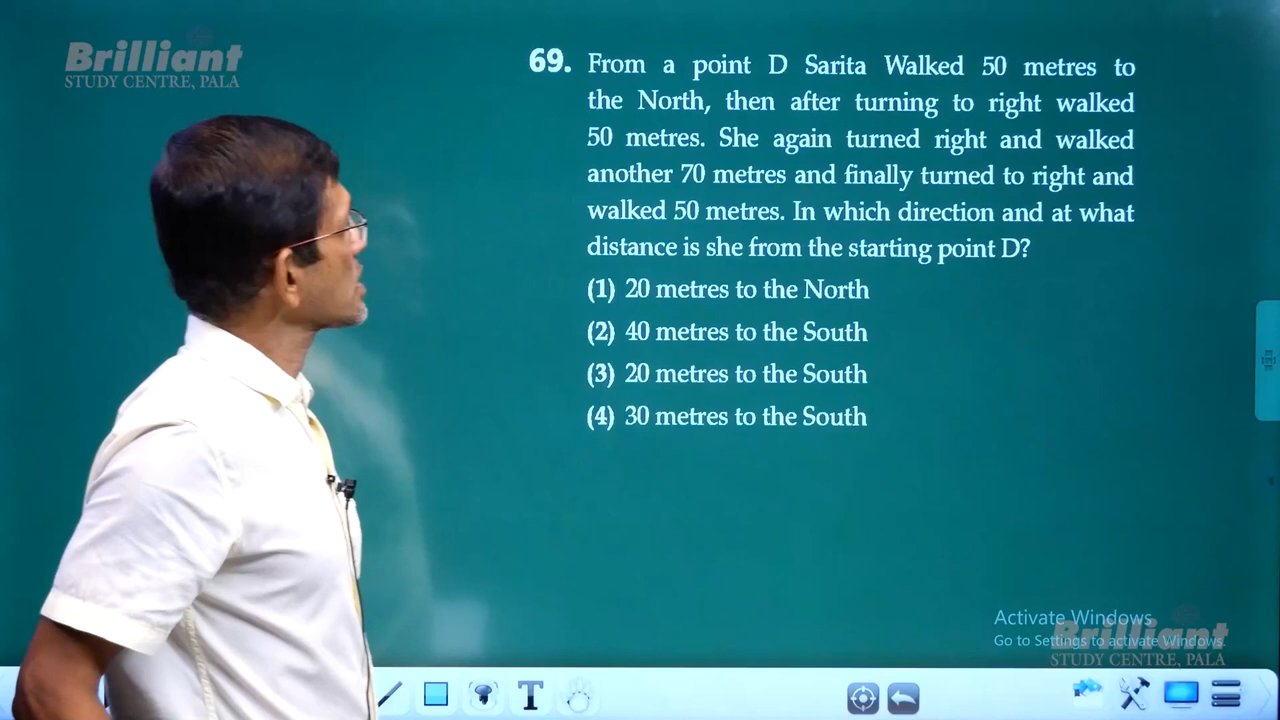 Brilliant
STUDY CENTRE, PALA
69. From a point D Sarita Walked 50 metres to
the North, then after turning to right walked
50 metres. She again turned right and walked
another 70 metres and finally turned to right and
walked 50 metres. In which direction and at what
distance is she from the starting point D?
(1) 20 metres to the North
(2) 40 metres to the South
(3) 20 metres to the South
(4) 30 metres to the South
Activate Windows
Go to Settings to activate Windows.
Brilliant
STUDY CENTRE, PALA
T